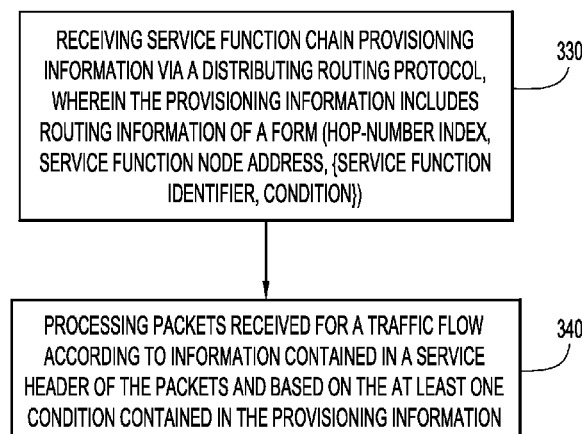 RECEIVING SERVICE FUNCTION CHAIN PROVISIONING
INFORMATION VIA A DISTRIBUTING ROUTING PROTOCOL,
WHEREIN THE PROVISIONING INFORMATION INCLUDES
ROUTING INFORMATION OF A FORM (HOP-NUMBER INDEX,
SERVICE FUNCTION NODE ADDRESS, {SERVICE FUNCTION
IDENTIFIER, CONDITION})
330
PROCESSING PACKETS RECEIVED FOR A TRAFFIC FLOW
ACCORDING TO INFORMATION CONTAINED IN A SERVICE
HEADER OF THE PACKETS AND BASED ON THE AT LEAST ONE
CONDITION CONTAINED IN THE PROVISIONING INFORMATION
340